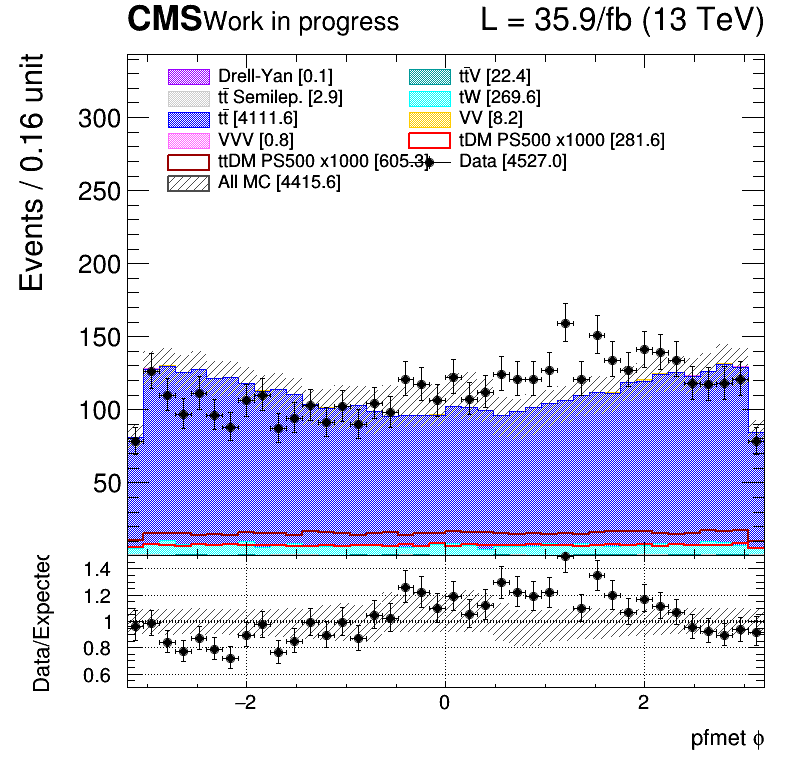 CMS Work in progress L = 35.9/fb (13 TeV)
Events / 0.16 unit
300
250
200
150
100
50
Drell-Yan [0.1]
tt̄ Semilep. [2.9]
tt̄ [4111.6]
VVV [0.8]
ttDM PS500 x1000 [605.3]
All MC [4415.6]
tt̄V [22.4]
tW [269.6]
VV [8.2]
tDM PS500 x1000 [281.6]
Data [4527.0]
Data/Expected
1.4
1.2
1
0.8
0.6
−2 0 2
pfmet ϕ